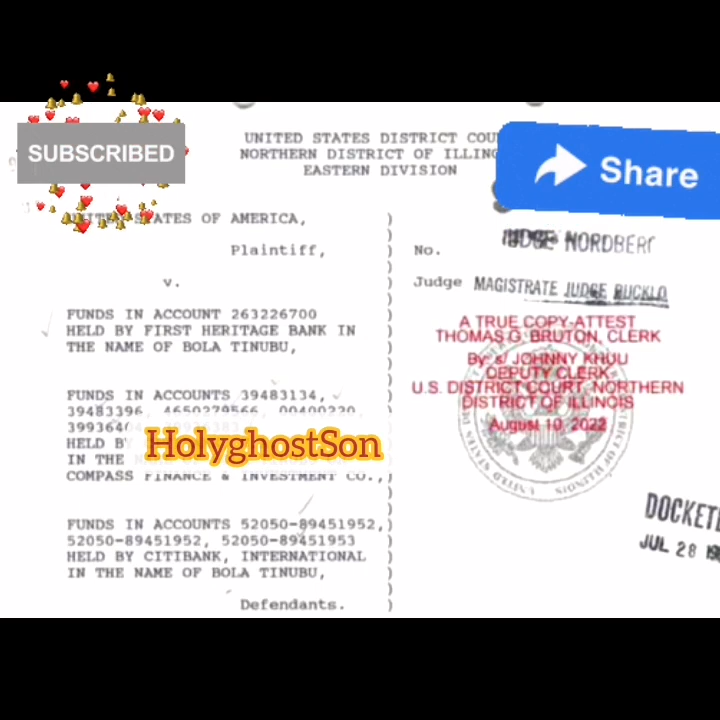 SUBSCRIBED
Share
UNITED STATES DISTRICT
NORTHERN DISTRICT OF
EASTERN DIVISION
UNITED STATES OF AMERICA,
Plaintiff,
v.
FUNDS IN ACCOUNT 263226700
HELD BY FIRST HERITAGE BANK IN
THE NAME OF BOLA TINUBU,
FUNDS IN ACCOUNTS 39483134,
39483396, 4650279566, 00400220,
HELD
IN THE
COMPASS FINANCE & INVESTMENT CO.,
HolyghostSon
FUNDS IN ACCOUNTS 52050-89451952,
52050-89451952, 52050-89451953
HELD BY CITIBANK, INTERNATIONAL
IN THE NAME OF BOLA TINUBU,
Defendants.
No.
JUDGE NORDBERG
Judge MAGISTRATE JUDGE BUCKLO
A TRUE COPY-ATTEST
THOMAS G. BRUTON, CLERK
By: s/ JOHNNY KHUU
DEPUTY CLERK
U.S. DISTRICT COURT, NORTHERN
DISTRICT OF ILLINOIS
August 10, 2022
JUL 28